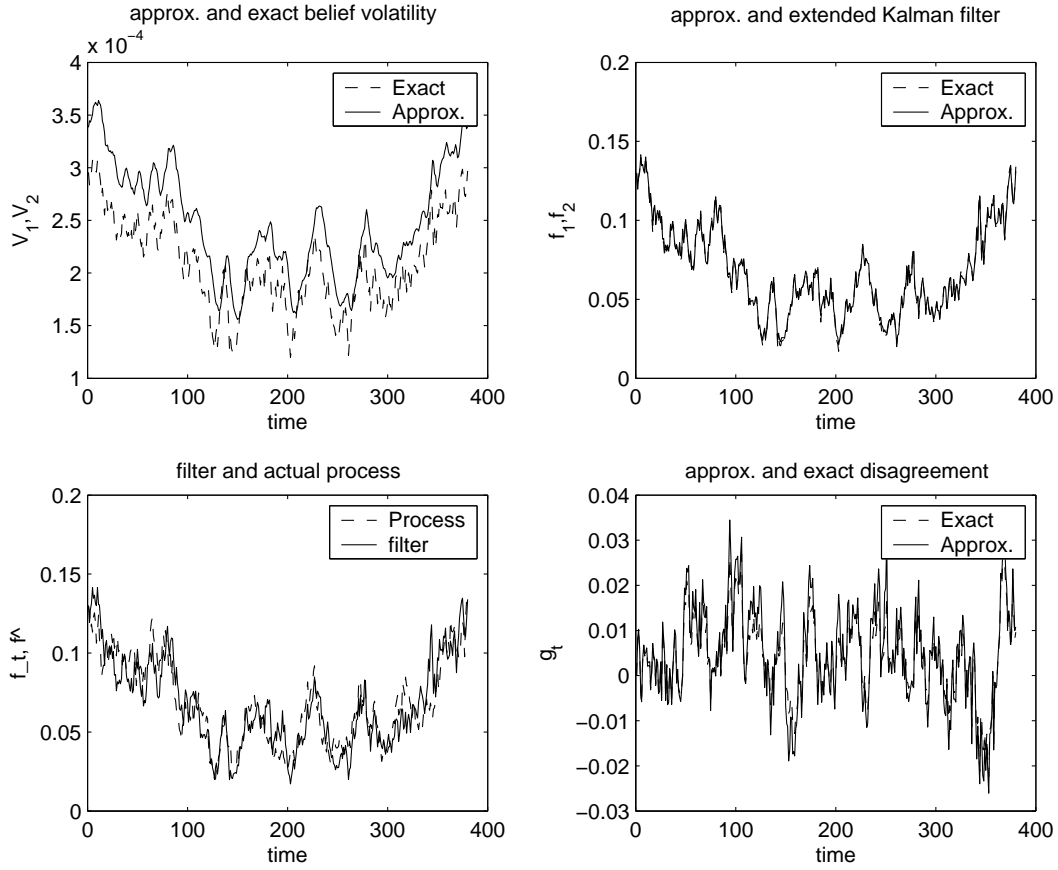 approx. and exact belief volatility
x 10^-4
4
3.5
3
2.5
2
1.5
1
V_1, V_2
0 100 200 300 400
time
Exact
Approx.
approx. and extended Kalman filter
0.2
0.15
0.1
0.05
0
f_1,f_2
0 100 200 300 400
time
Exact
Approx.
filter and actual process
0.2
0.15
0.1
0.05
0
f_t, f^
0 100 200 300 400
time
Process
filter
approx. and exact disagreement
0.04
0.03
0.02
0.01
0
−0.01
−0.02
−0.03
g_t
0 100 200 300 400
time
Exact
Approx.